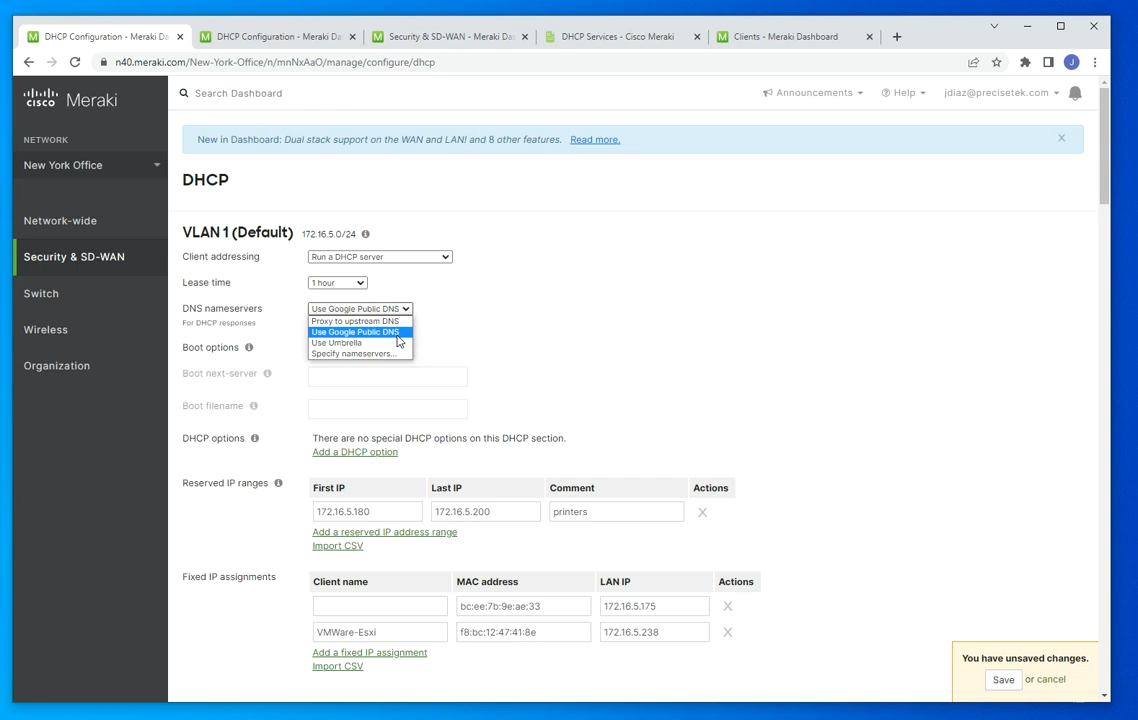 DHCP Configuration - Meraki Da
DHCP Configuration - Meraki Da
Security & SD-WAN - Meraki Das
DHCP Services - Cisco Meraki
Clients - Meraki Dashboard
n40.meraki.com/New-York-Office/n/mnNxAaO/manage/configure/dhcp
J
CISCO Meraki
Search Dashboard
Announcements
Help
jdiaz@precisetek.com
NETWORK
New York Office
Network-wide
Security & SD-WAN
Switch
Wireless
Organization
New in Dashboard: Dual stack support on the WAN and LAN! and 8 other features. Read more.
DHCP
VLAN 1 (Default) 172.16.5.0/24
Client addressing Run a DHCP server
Lease time 1 hour
DNS nameservers Use Google Public DNS
For DHCP responses
Proxy to upstream DNS
Use Google Public DNS
Use Umbrella
Specify nameservers...
Boot options
Boot next-server
Boot filename
DHCP options There are no special DHCP options on this DHCP section.
Add a DHCP option
Reserved IP ranges First IP Last IP Comment Actions
172.16.5.180 172.16.5.200 printers X
Add a reserved IP address range
Import CSV
Fixed IP assignments Client name MAC address LAN IP Actions
bc:ee:7b:9e:ae:33 172.16.5.175 X
VMWare-Esxi f8:bc:12:47:41:8e 172.16.5.238 X
Add a fixed IP assignment
Import CSV
You have unsaved changes.
Save or cancel